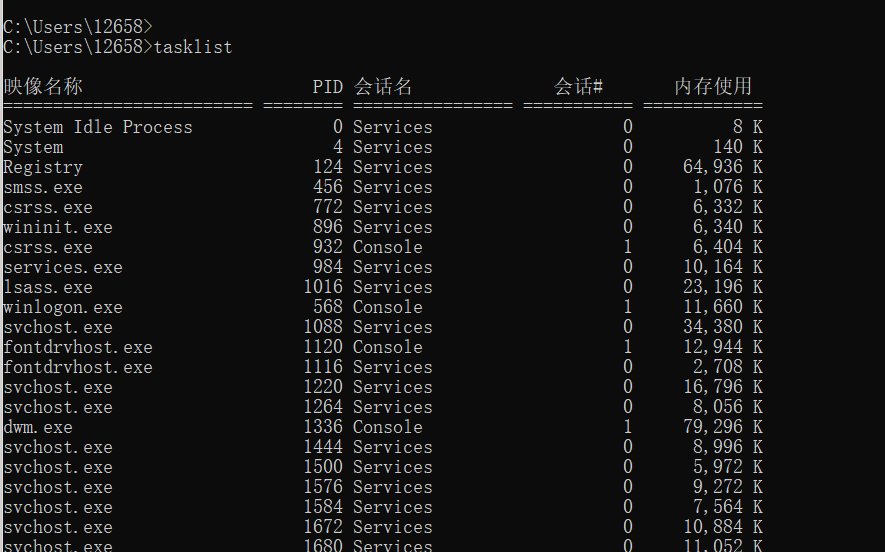 C:\Users\12658>
C:\Users\12658>tasklist
映像名称                       PID 会话名              会话#       内存使用
========================= ======== ================ =========== ============
System Idle Process              0 Services                   0          8 K
System                           4 Services                   0        140 K
Registry                       124 Services                   0     64,936 K
smss.exe                       456 Services                   0      1,076 K
csrss.exe                      772 Services                   0      6,332 K
wininit.exe                    896 Services                   0      6,340 K
csrss.exe                      932 Console                    1      6,404 K
services.exe                   984 Services                   0     10,164 K
lsass.exe                     1016 Services                   0     23,196 K
winlogon.exe                   568 Console                    1     11,660 K
svchost.exe                   1088 Services                   0     34,380 K
fontdrvhost.exe               1120 Console                    1     12,944 K
fontdrvhost.exe               1116 Services                   0      2,708 K
svchost.exe                   1220 Services                   0     16,796 K
svchost.exe                   1264 Services                   0      8,056 K
dwm.exe                       1336 Console                    1     79,296 K
svchost.exe                   1444 Services                   0      8,996 K
svchost.exe                   1500 Services                   0      5,972 K
svchost.exe                   1576 Services                   0      9,272 K
svchost.exe                   1584 Services                   0      7,564 K
svchost.exe                   1672 Services                   0     10,884 K
svchost.exe                   1680 Services                   0     11,052 K